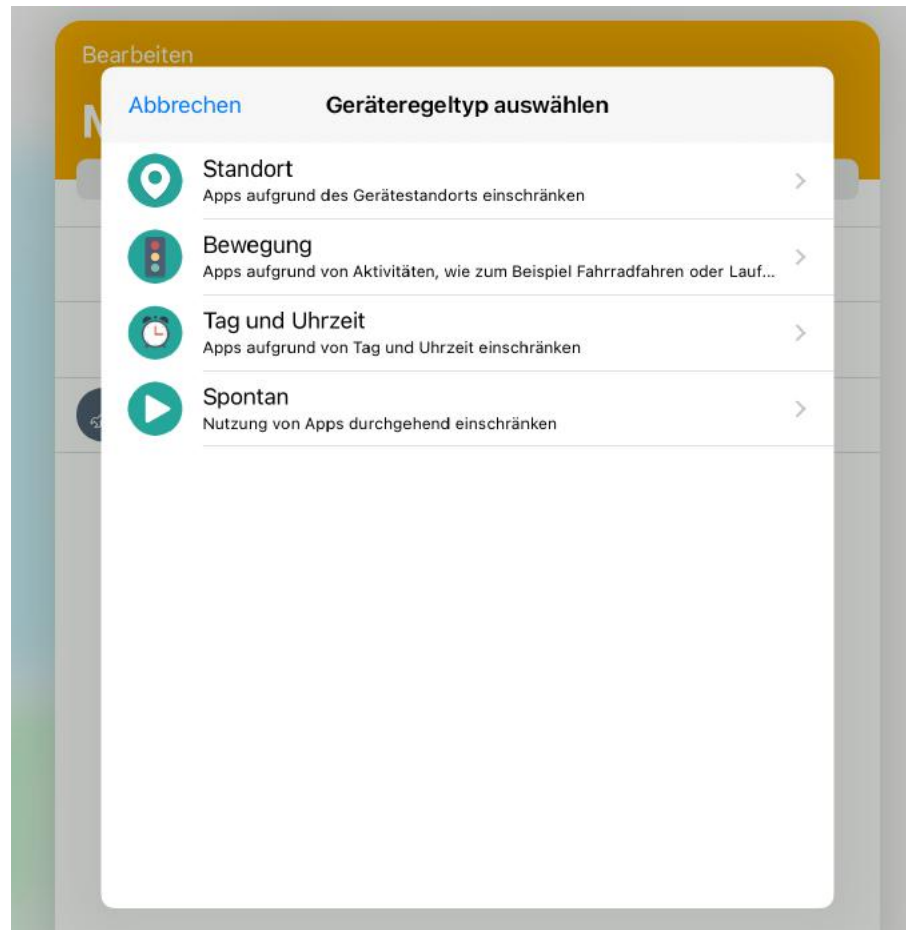 Bearbeiten
Abbrechen Geräteregeltyp auswählen
Standort
Apps aufgrund des Gerätestandorts einschränken
Bewegung
Apps aufgrund von Aktivitäten, wie zum Beispiel Fahrradfahren oder Lauf...
Tag und Uhrzeit
Apps aufgrund von Tag und Uhrzeit einschränken
Spontan
Nutzung von Apps durchgehend einschränken